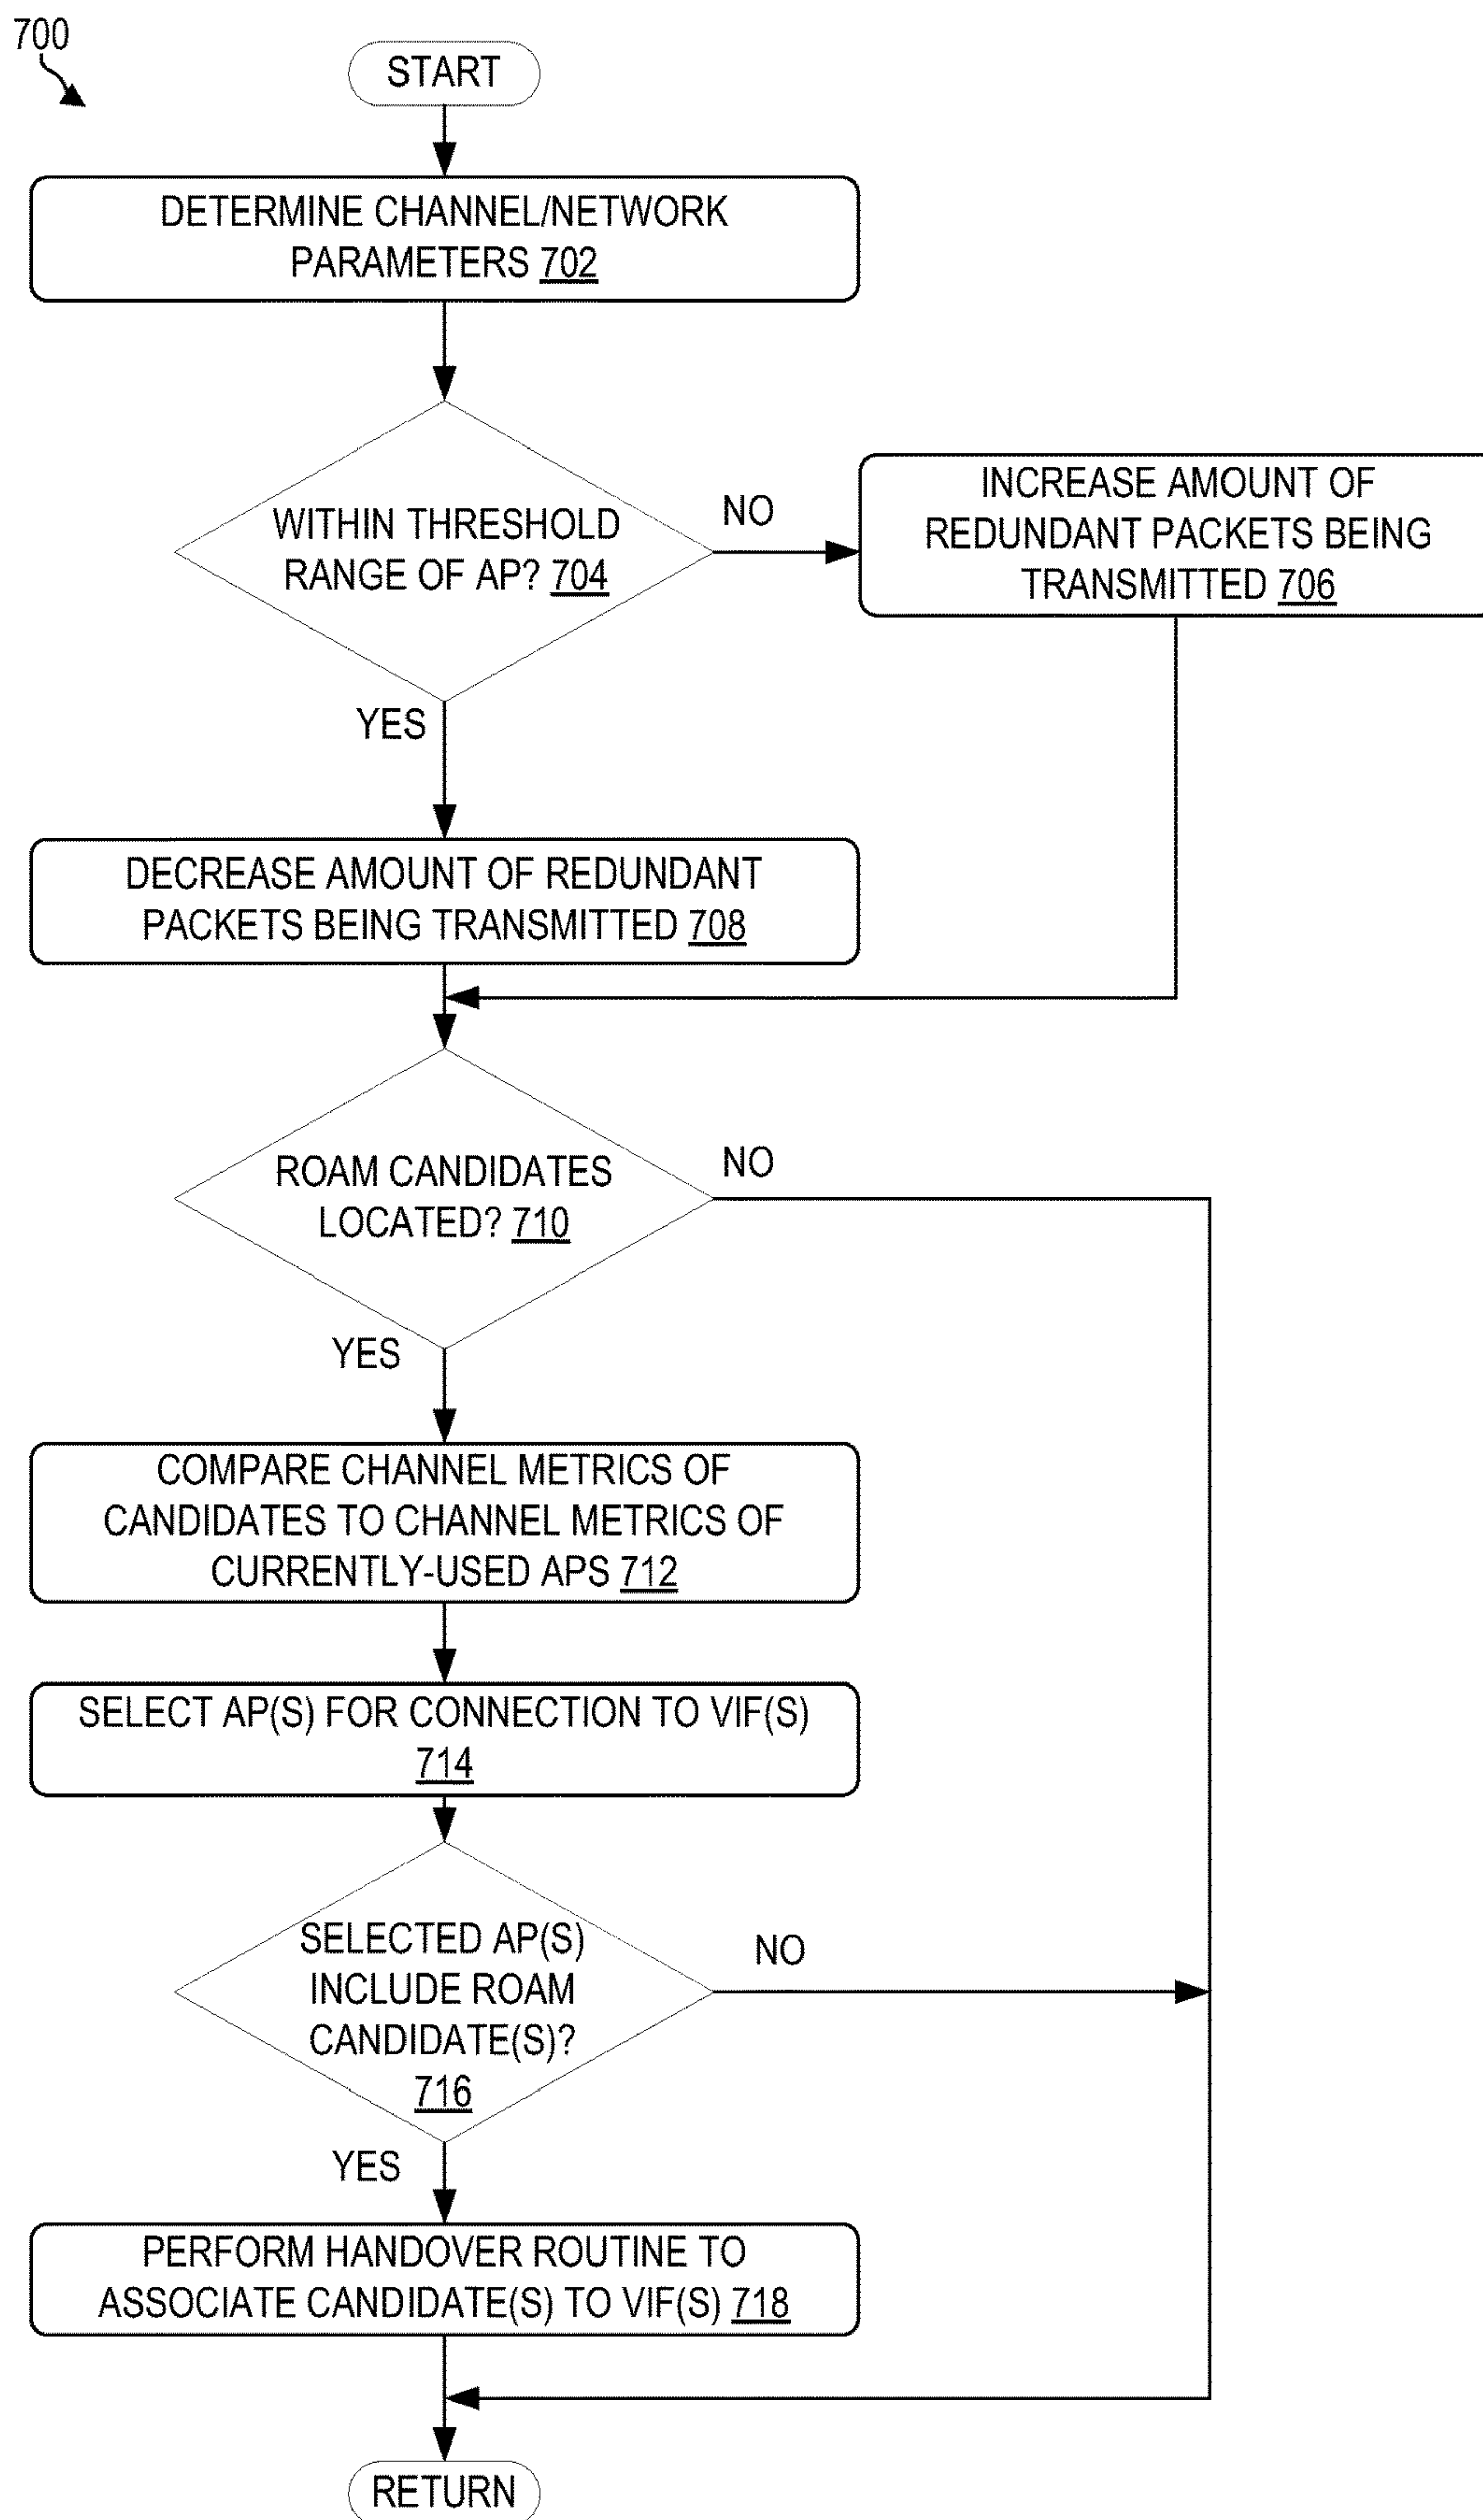 700
START
DETERMINE CHANNEL/NETWORK
PARAMETERS 702
WITHIN THRESHOLD
RANGE OF AP? 704
NO
INCREASE AMOUNT OF
REDUNDANT PACKETS BEING
TRANSMITTED 706
YES
DECREASE AMOUNT OF REDUNDANT
PACKETS BEING TRANSMITTED 708
ROAM CANDIDATES
LOCATED? 710
NO
YES
COMPARE CHANNEL METRICS OF
CANDIDATES TO CHANNEL METRICS OF
CURRENTLY-USED APS 712
SELECT AP(S) FOR CONNECTION TO VIF(S)
714
SELECTED AP(S)
INCLUDE ROAM
CANDIDATE(S)?
716
NO
YES
PERFORM HANDOVER ROUTINE TO
ASSOCIATE CANDIDATE(S) TO VIF(S) 718
RETURN